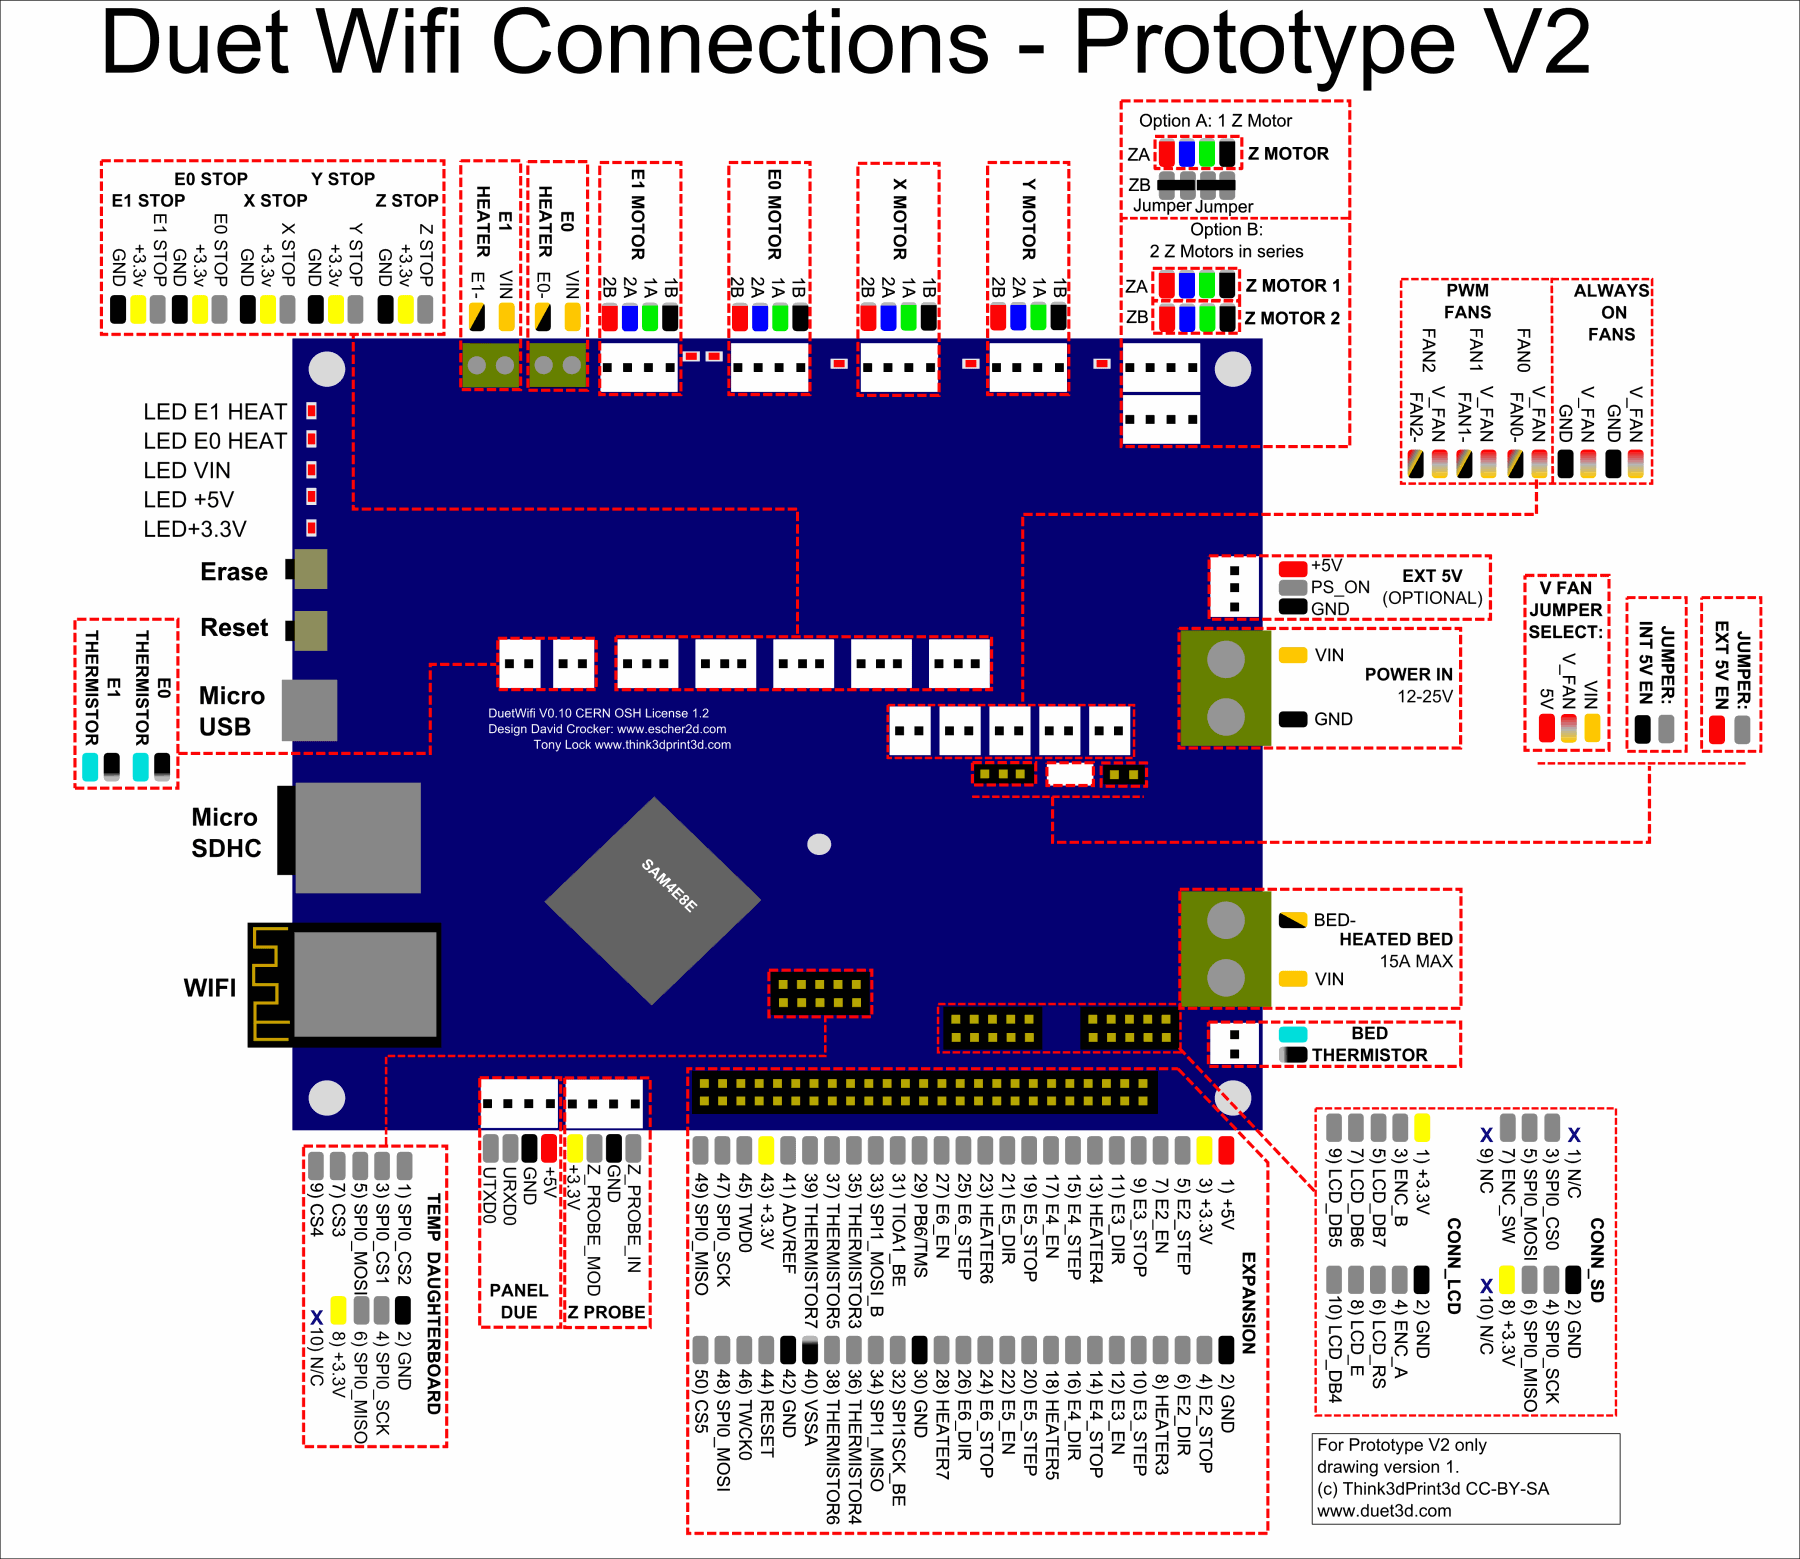 Duet Wifi Connections - Prototype V2
E0 STOP
Y STOP
E1 STOP
X STOP
Z STOP
GND
+3.3v
E1 STOP
GND
+3.3v
E0 STOP
GND
+3.3v
X STOP
GND
+3.3v
Y STOP
GND
+3.3v
Z STOP
E1
HEATER
E1-
VIN
E0
HEATER
E0-
VIN
E1 MOTOR
2B
2A
1A
1B
E0 MOTOR
2B
2A
1A
1B
X MOTOR
2B
2A
1A
1B
Y MOTOR
2B
2A
1A
1B
Option A: 1 Z Motor
ZA
Z MOTOR
ZB
Jumper Jumper
Option B:
2 Z Motors in series
ZA
Z MOTOR 1
ZB
Z MOTOR 2
PWM
FANS
ALWAYS
ON
FANS
FAN2
FAN2-
V_FAN
FAN1
FAN1-
V_FAN
FAN0
FAN0-
V_FAN
GND
V_FAN
GND
V_FAN
LED E1 HEAT
LED E0 HEAT
LED VIN
LED +5V
LED+3.3V
Erase
Reset
Micro
USB
Micro
SDHC
WIFI
E1
THERMISTOR
E0
THERMISTOR
+5V
PS_ON
GND
EXT 5V
(OPTIONAL)
VIN
POWER IN
12-25V
GND
V FAN
JUMPER
SELECT:
5V
V_FAN
VIN
JUMPER:
INT 5V EN
JUMPER:
EXT 5V EN
DuetWifi V0.10 CERN OSH License 1.2
Design David Crocker: www.escher2d.com
Tony Lock www.think3dprint3d.com
SAM4E8E
BED-
HEATED BED
15A MAX
VIN
BED
THERMISTOR
TEMP DAUGHTERBOARD
9) CS4
7) CS3
5) SPI0_MOSI
3) SPI0_CS1
1) SPI0_CS2
X
10) N/C
8) +3.3V
6) SPI0_MISO
4) SPI0_SCK
2) GND
UTXD0
URXD0
GND
+5V
PANEL
DUE
+3.3V
Z_PROBE_MOD
GND
Z_PROBE_IN
Z PROBE
EXPANSION
49) SPI0_MISO
47) SPI0_SCK
45) TWD0
43) +3.3V
41) ADVREF
39) THERMISTOR7
37) THERMISTOR5
35) THERMISTOR3
33) SPI1_MOSI_B
31) TIOA1_BE
29) PB6/TMS
27) E6_EN
25) E6_STEP
23) HEATER6
21) E5_DIR
19) E5_STOP
17) E4_EN
15) E4_STEP
13) HEATER4
11) E3_DIR
9) E3_STOP
7) E2_EN
5) E2_STEP
3) +3.3V
1) +5V
50) CS5
48) SPI0_MOSI
46) TWCK0
44) RESET
42) GND
40) VSSA
38) THERMISTOR6
36) THERMISTOR4
34) SPI1_MISO
32) SPI1SCK_BE
30) GND
28) HEATER7
26) E6_DIR
24) E6_STOP
22) E5_EN
20) E5_STEP
18) HEATER5
16) E4_DIR
14) E4_STOP
12) E3_EN
10) E3_STEP
8) HEATER3
6) E2_DIR
4) E2_STOP
2) GND
CONN_LCD
9) LCD_DB5
7) LCD_DB6
5) LCD_DB7
3) ENC_B
1) +3.3V
10) LCD_DB4
8) LCD_E
6) LCD_RS
4) ENC_A
2) GND
CONN_SD
X
9) NC
7) ENC_SW
5) SPI0_MOSI
3) SPI0_CS0
X
1) N/C
X
10) N/C
8) +3.3V
6) SPI0_MISO
4) SPI0_SCK
2) GND
For Prototype V2 only
drawing version 1.
(c) Think3dPrint3d CC-BY-SA
www.duet3d.com